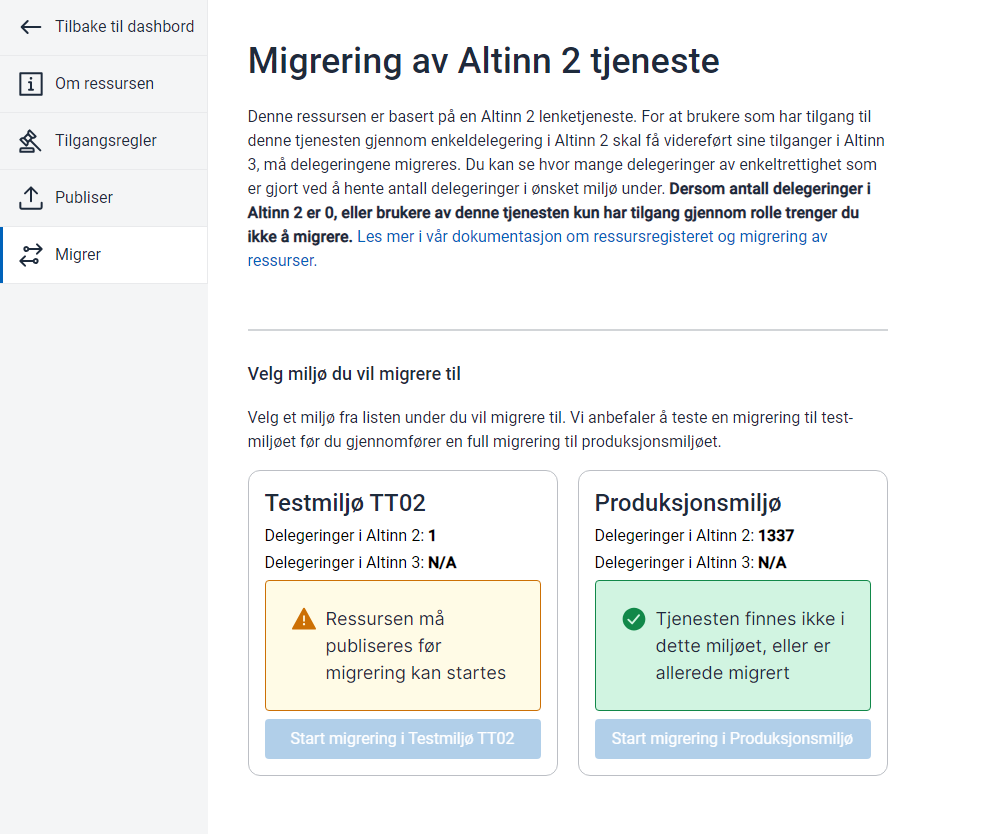 Tilbake til dashbord
Om ressursen
Tilgangsregler
Publiser
Migrer
Migrering av Altinn 2 tjeneste
Denne ressursen er basert på en Altinn 2 lenketjeneste. For at brukere som har tilgang til
denne tjenesten gjennom enkeldelegering i Altinn 2 skal få videreført sine tilganger i Altinn
3, må delegeringene migreres. Du kan se hvor mange delegeringer av enkeltrettighet som
er gjort ved å hente antall delegeringer i ønsket miljø under. Dersom antall delegeringer i
Altinn 2 er 0, eller brukere av denne tjenesten kun har tilgang gjennom rolle trenger du
ikke å migrere. Les mer i vår dokumentasjon om ressursregisteret og migrering av
ressurser.
Velg miljø du vil migrere til
Velg et miljø fra listen under du vil migrere til. Vi anbefaler å teste en migrering til test-
miljøet før du gjennomfører en full migrering til produksjonsmiljøet.
Testmiljø TT02
Delegeringer i Altinn 2: 1
Delegeringer i Altinn 3: N/A
Ressursen må
publiseres før
migrering kan startes
Start migrering i Testmiljø TT02
Produksjonsmiljø
Delegeringer i Altinn 2: 1337
Delegeringer i Altinn 3: N/A
Tjenesten finnes ikke i
dette miljøet, eller er
allerede migrert
Start migrering i Produksjonsmiljø